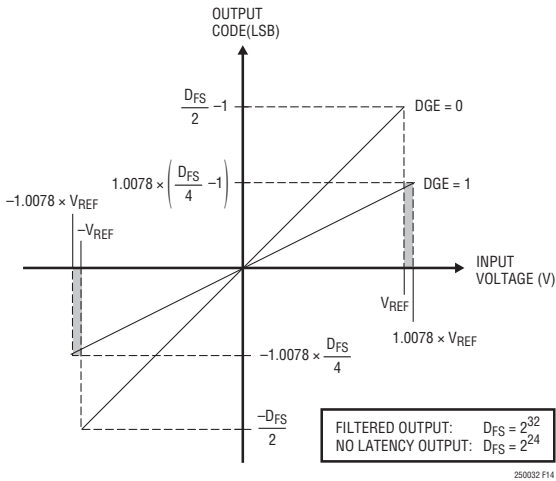 OUTPUT
CODE(LSB)
D_FS/2 −1
DGE = 0
1.0078 × (D_FS/4 −1)
DGE = 1
−1.0078 × V_REF
−V_REF
INPUT
VOLTAGE (V)
V_REF
1.0078 × V_REF
−1.0078 × D_FS/4
−D_FS/2
FILTERED OUTPUT: D_FS = 2^32
NO LATENCY OUTPUT: D_FS = 2^24
250032 F14